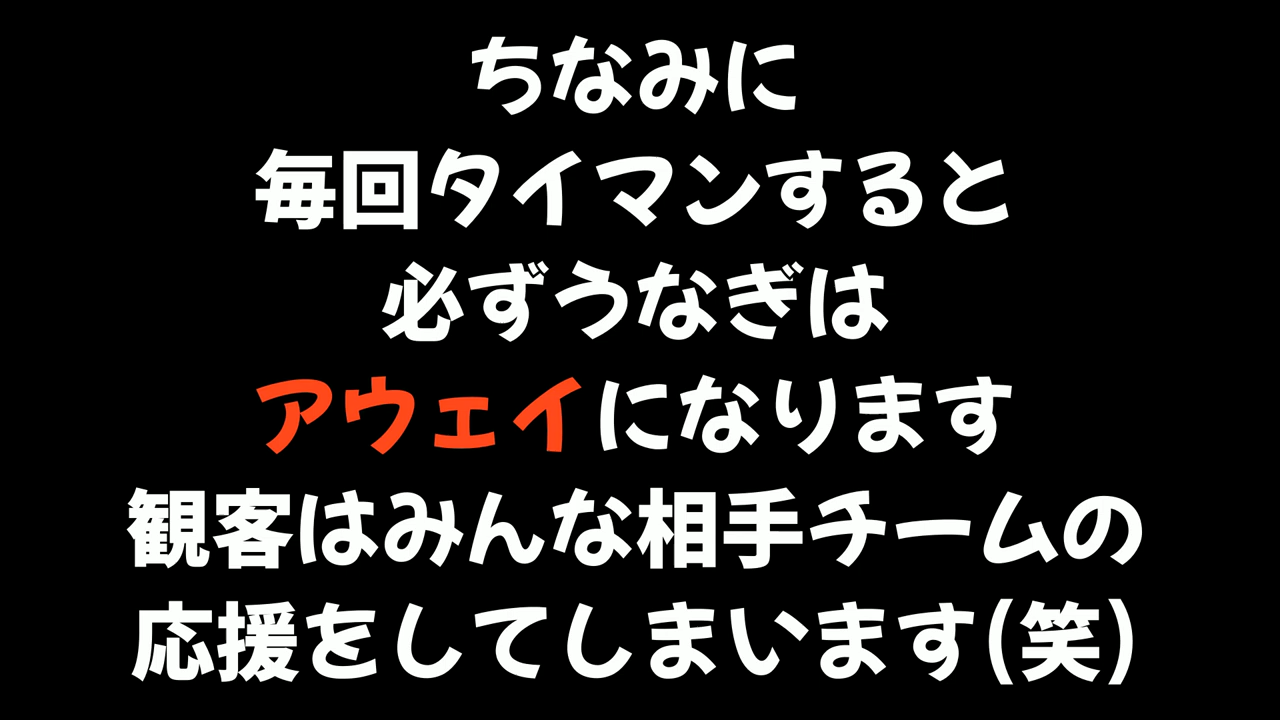 ちなみに
毎回タイマンすると
必ずうなぎは
アウェイになります
観客はみんな相手チームの
応援をしてしまいます(笑)